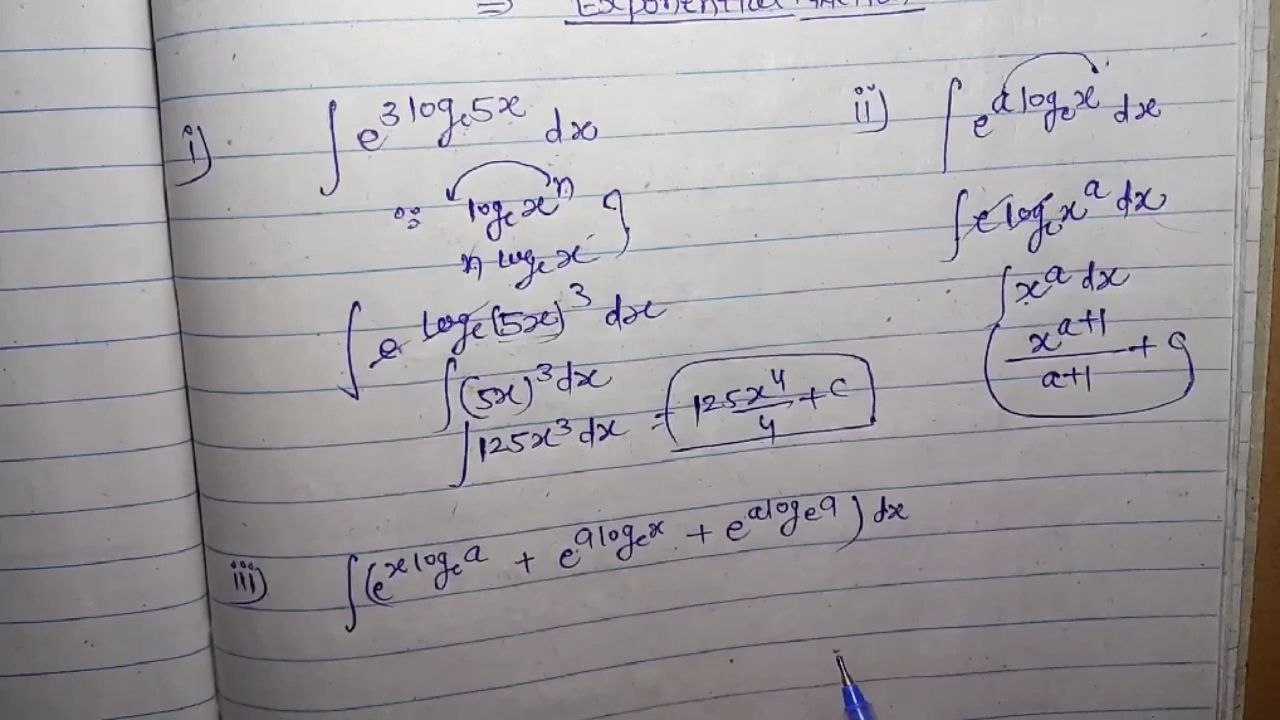 ⇒ Exponential
i) ∫ e^{3 log_e 5x} dx
∵ log_e x^n
n log_e x
∫ e^{log_e (5x)^3} dx
∫ (5x)^3 dx
∫ 125x^3 dx = 125x^4/4 + C
ii) ∫ e^{a log_e x} dx
∫ e^{log_e x^a} dx
∫ x^a dx
x^{a+1}/a+1 + C
iii) ∫ (e^{x log_e a} + e^{a log_e x} + e^{a log_e a}) dx